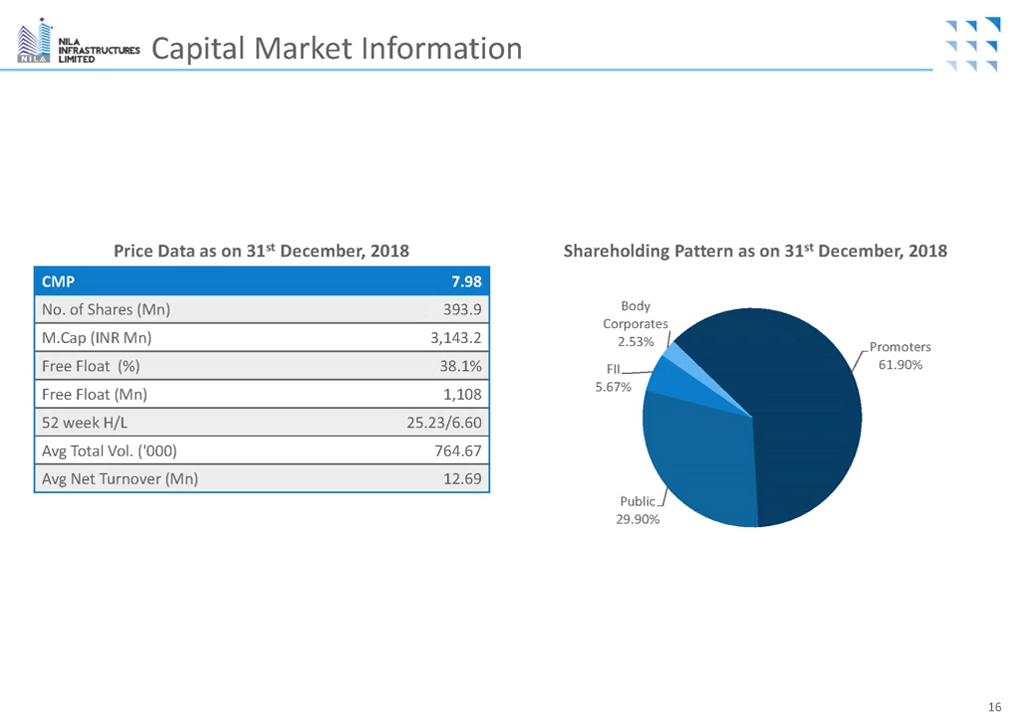 NILA
INFRASTRUCTURES
LIMITED
NILA
Capital Market Information
Price Data as on 31st December, 2018
CMP 7.98
No. of Shares (Mn) 393.9
M.Cap (INR Mn) 3,143.2
Free Float (%) 38.1%
Free Float (Mn) 1,108
52 week H/L 25.23/6.60
Avg Total Vol. ('000) 764.67
Avg Net Turnover (Mn) 12.69
Shareholding Pattern as on 31st December, 2018
Body
Corporates
2.53%
Promoters
61.90%
FII
5.67%
Public
29.90%
16